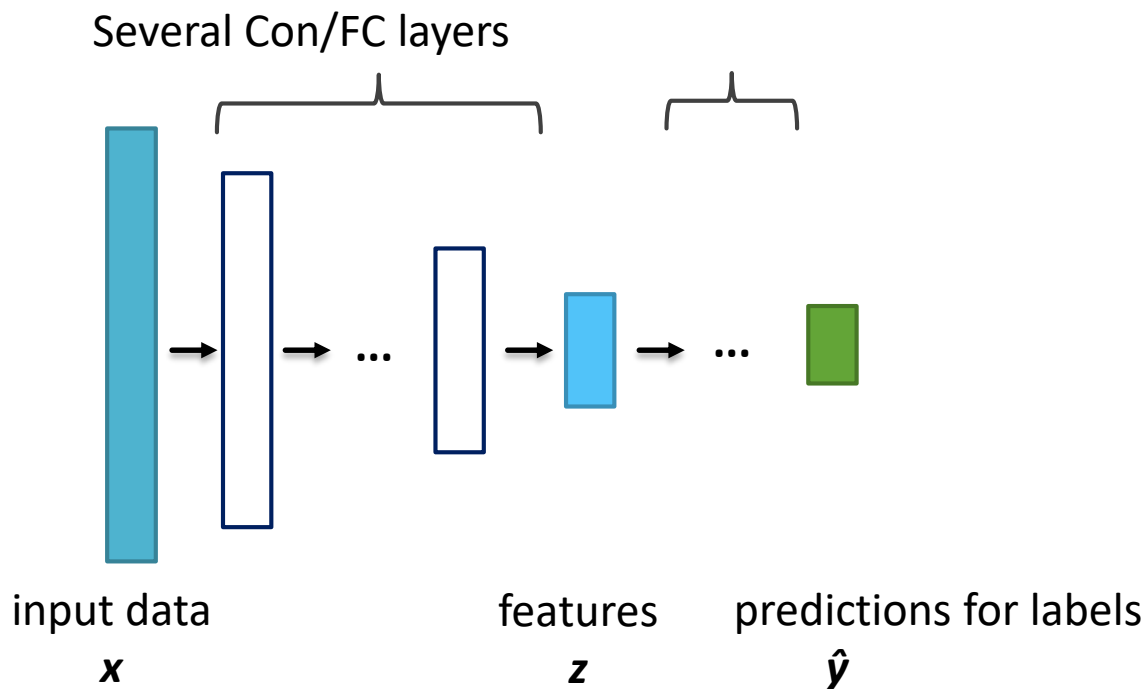 Several Con/FC layers
... ...
input data features predictions for labels
x z ŷ